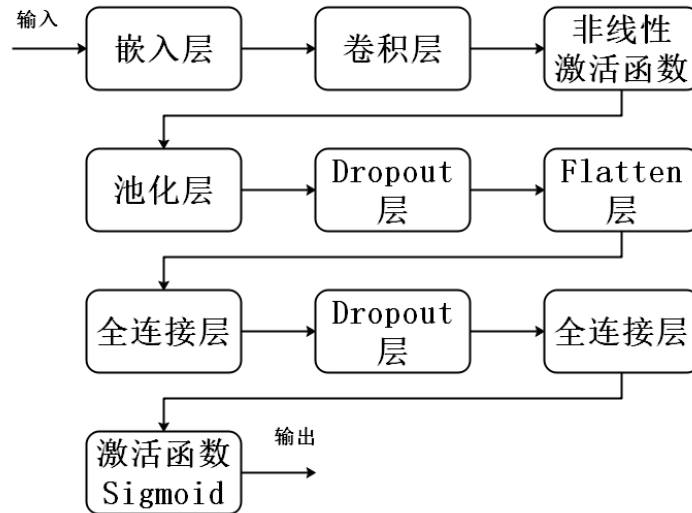 输入
嵌入层
卷积层
非线性
激活函数
池化层
Dropout
层
Flatten
层
全连接层
Dropout
层
全连接层
激活函数
Sigmoid
输出